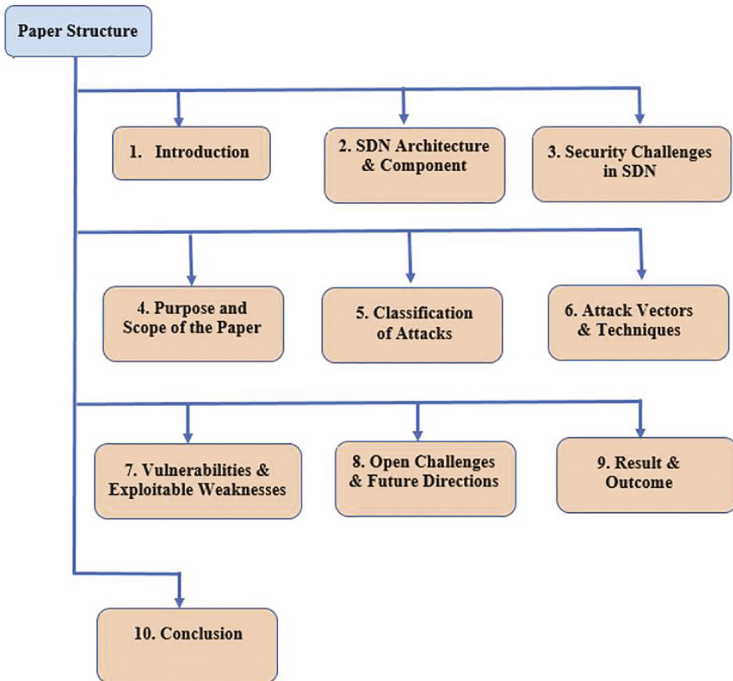 Paper Structure
1. Introduction
2. SDN Architecture
& Component
3. Security Challenges
in SDN
4. Purpose and
Scope of the Paper
5. Classification
of Attacks
6. Attack Vectors
& Techniques
7. Vulnerabilities &
Exploitable Weaknesses
8. Open Challenges
& Future Directions
9. Result &
Outcome
10. Conclusion